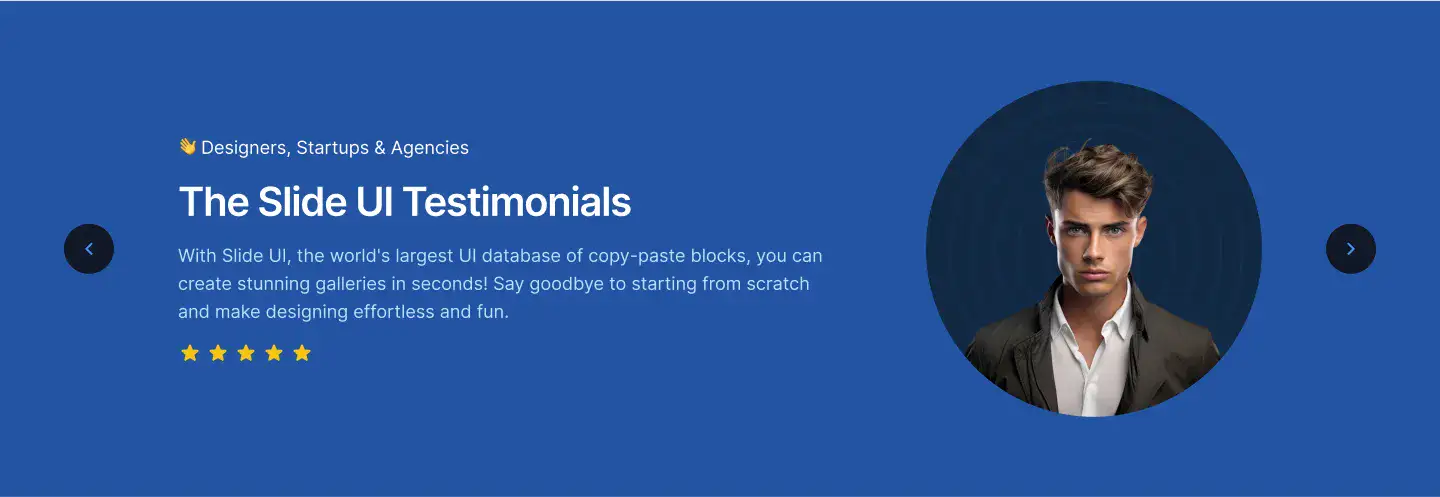 👋 Designers, Startups & Agencies
The Slide UI Testimonials
With Slide UI, the world's largest UI database of copy-paste blocks, you can
create stunning galleries in seconds! Say goodbye to starting from scratch
and make designing effortless and fun.